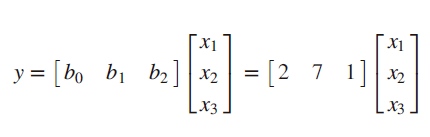 y = [b₀ b₁ b₂] [x₁ x₂ x₃] = [2 7 1] [x₁ x₂ x₃]